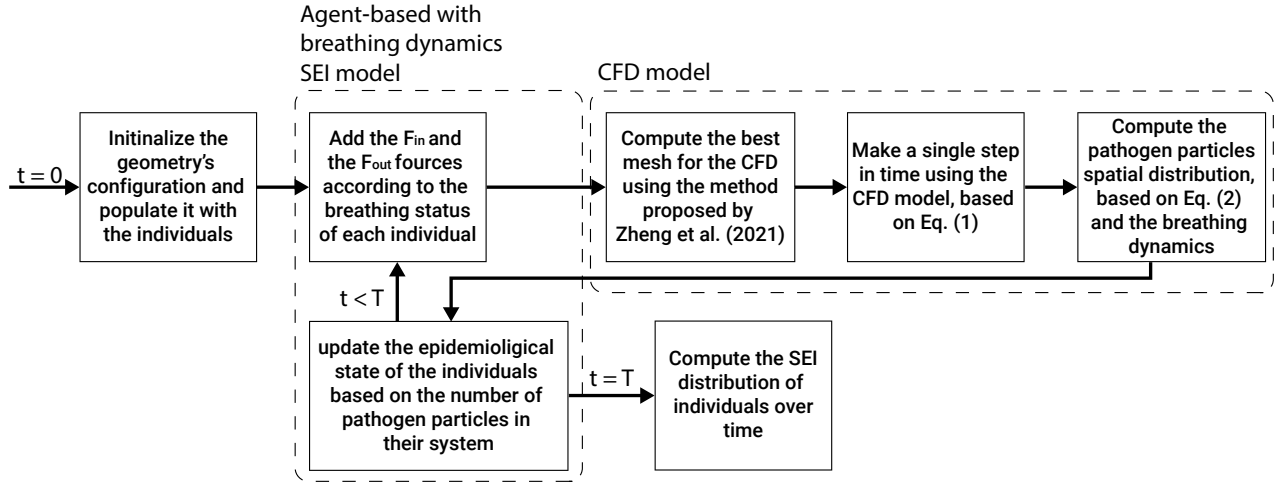 Agent-based with
breathing dynamics
SEI model
CFD model
t = 0
Initinalize the
geometry's
configuration and
populate it with
the individuals
Add the Fin and
the Fout fources
according to the
breathing status
of each individual
Compute the best
mesh for the CFD
using the method
proposed by
Zheng et al. (2021)
Make a single step
in time using the
CFD model, based
on Eq. (1)
Compute the
pathogen particles
spatial distribution,
based on Eq. (2)
and the breathing
dynamics
t < T
update the epidemioligical
state of the individuals
based on the number of
pathogen particles in
their system
t = T
Compute the SEI
distribution of
individuals over
time